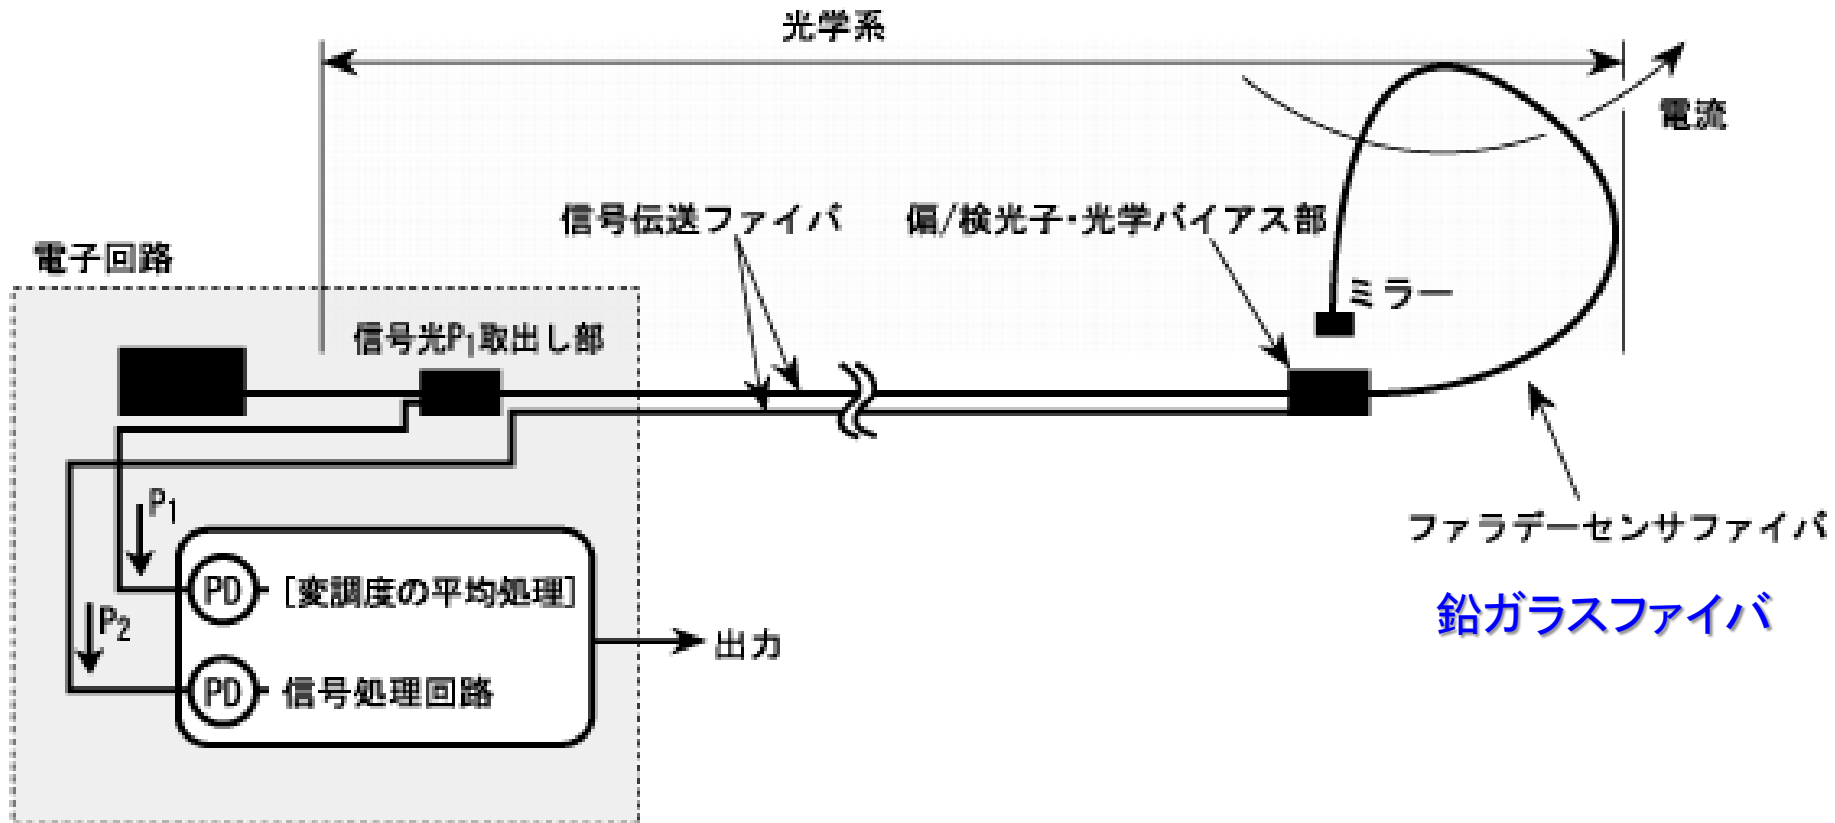 光学系
電流
信号伝送ファイバ
偏/検光子・光学バイアス部
電子回路
ミラー
信号光P1取出し部
P1
ファラデーセンサファイバ
PD
[変調度の平均処理]
鉛ガラスファイバ
P2
出力
PD
信号処理回路